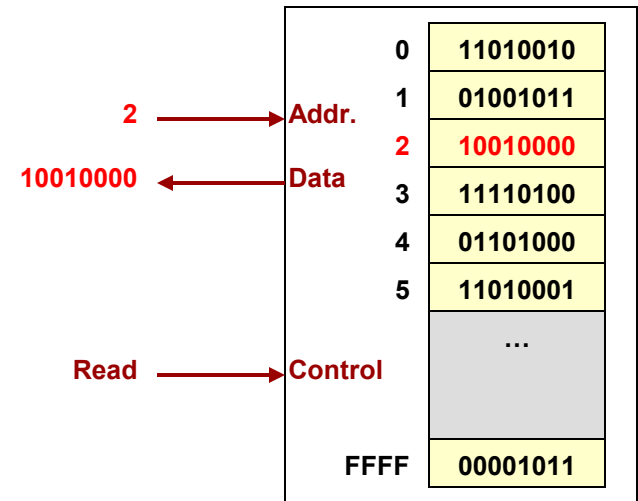 0 11010010
1 01001011
2 Addr.
2 10010000
10010000 Data
3 11110100
4 01101000
5 11010001
…
Read Control
FFFF 00001011